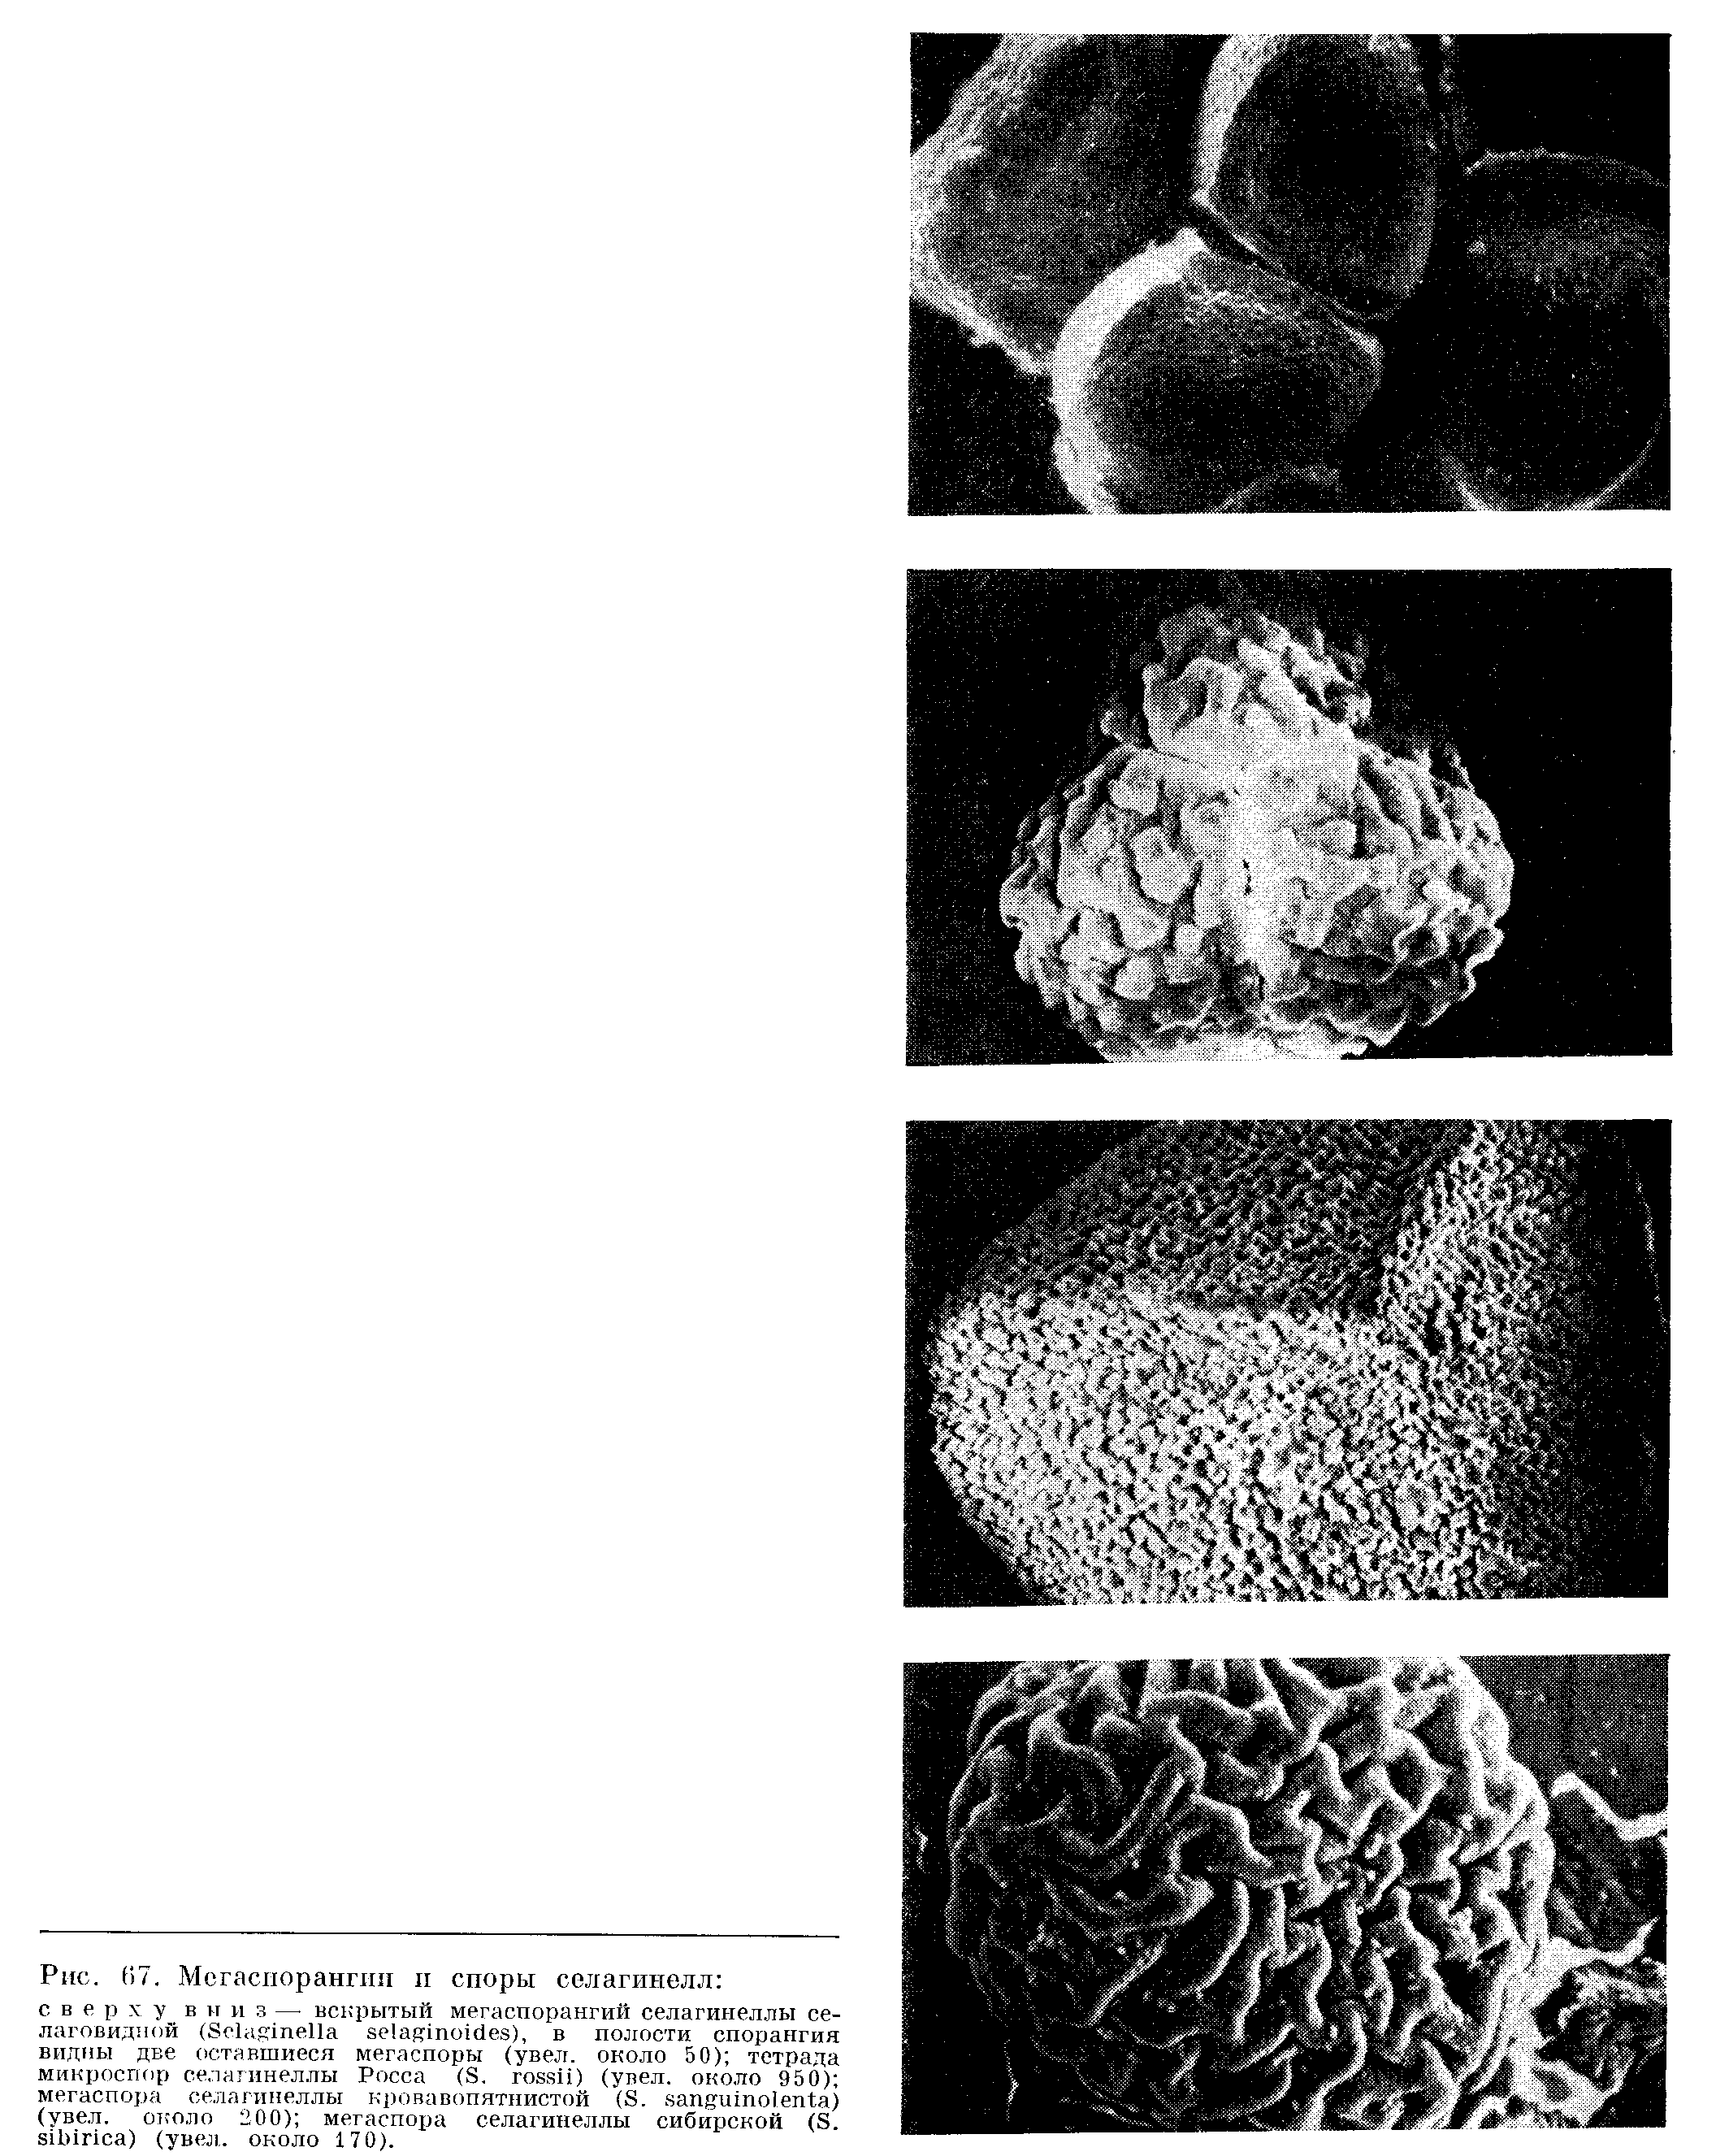 Рис. 67. Мегаспорангии и споры селагинелл:
сверху вниз — вскрытый мегаспорангий селагинеллы се-
лаговидной (Selaginella selaginoides), в полости спорангия
видны две оставшиеся мегаспоры (увел. около 50); тетрада
микроспор селагинеллы Росса (S. rossii) (увел. около 950);
мегаспора селагинеллы кровавопятнистой (S. sanguinolenta)
(увел. около 200); мегаспора селагинеллы сибирской (S.
sibirica) (увел. около 170).